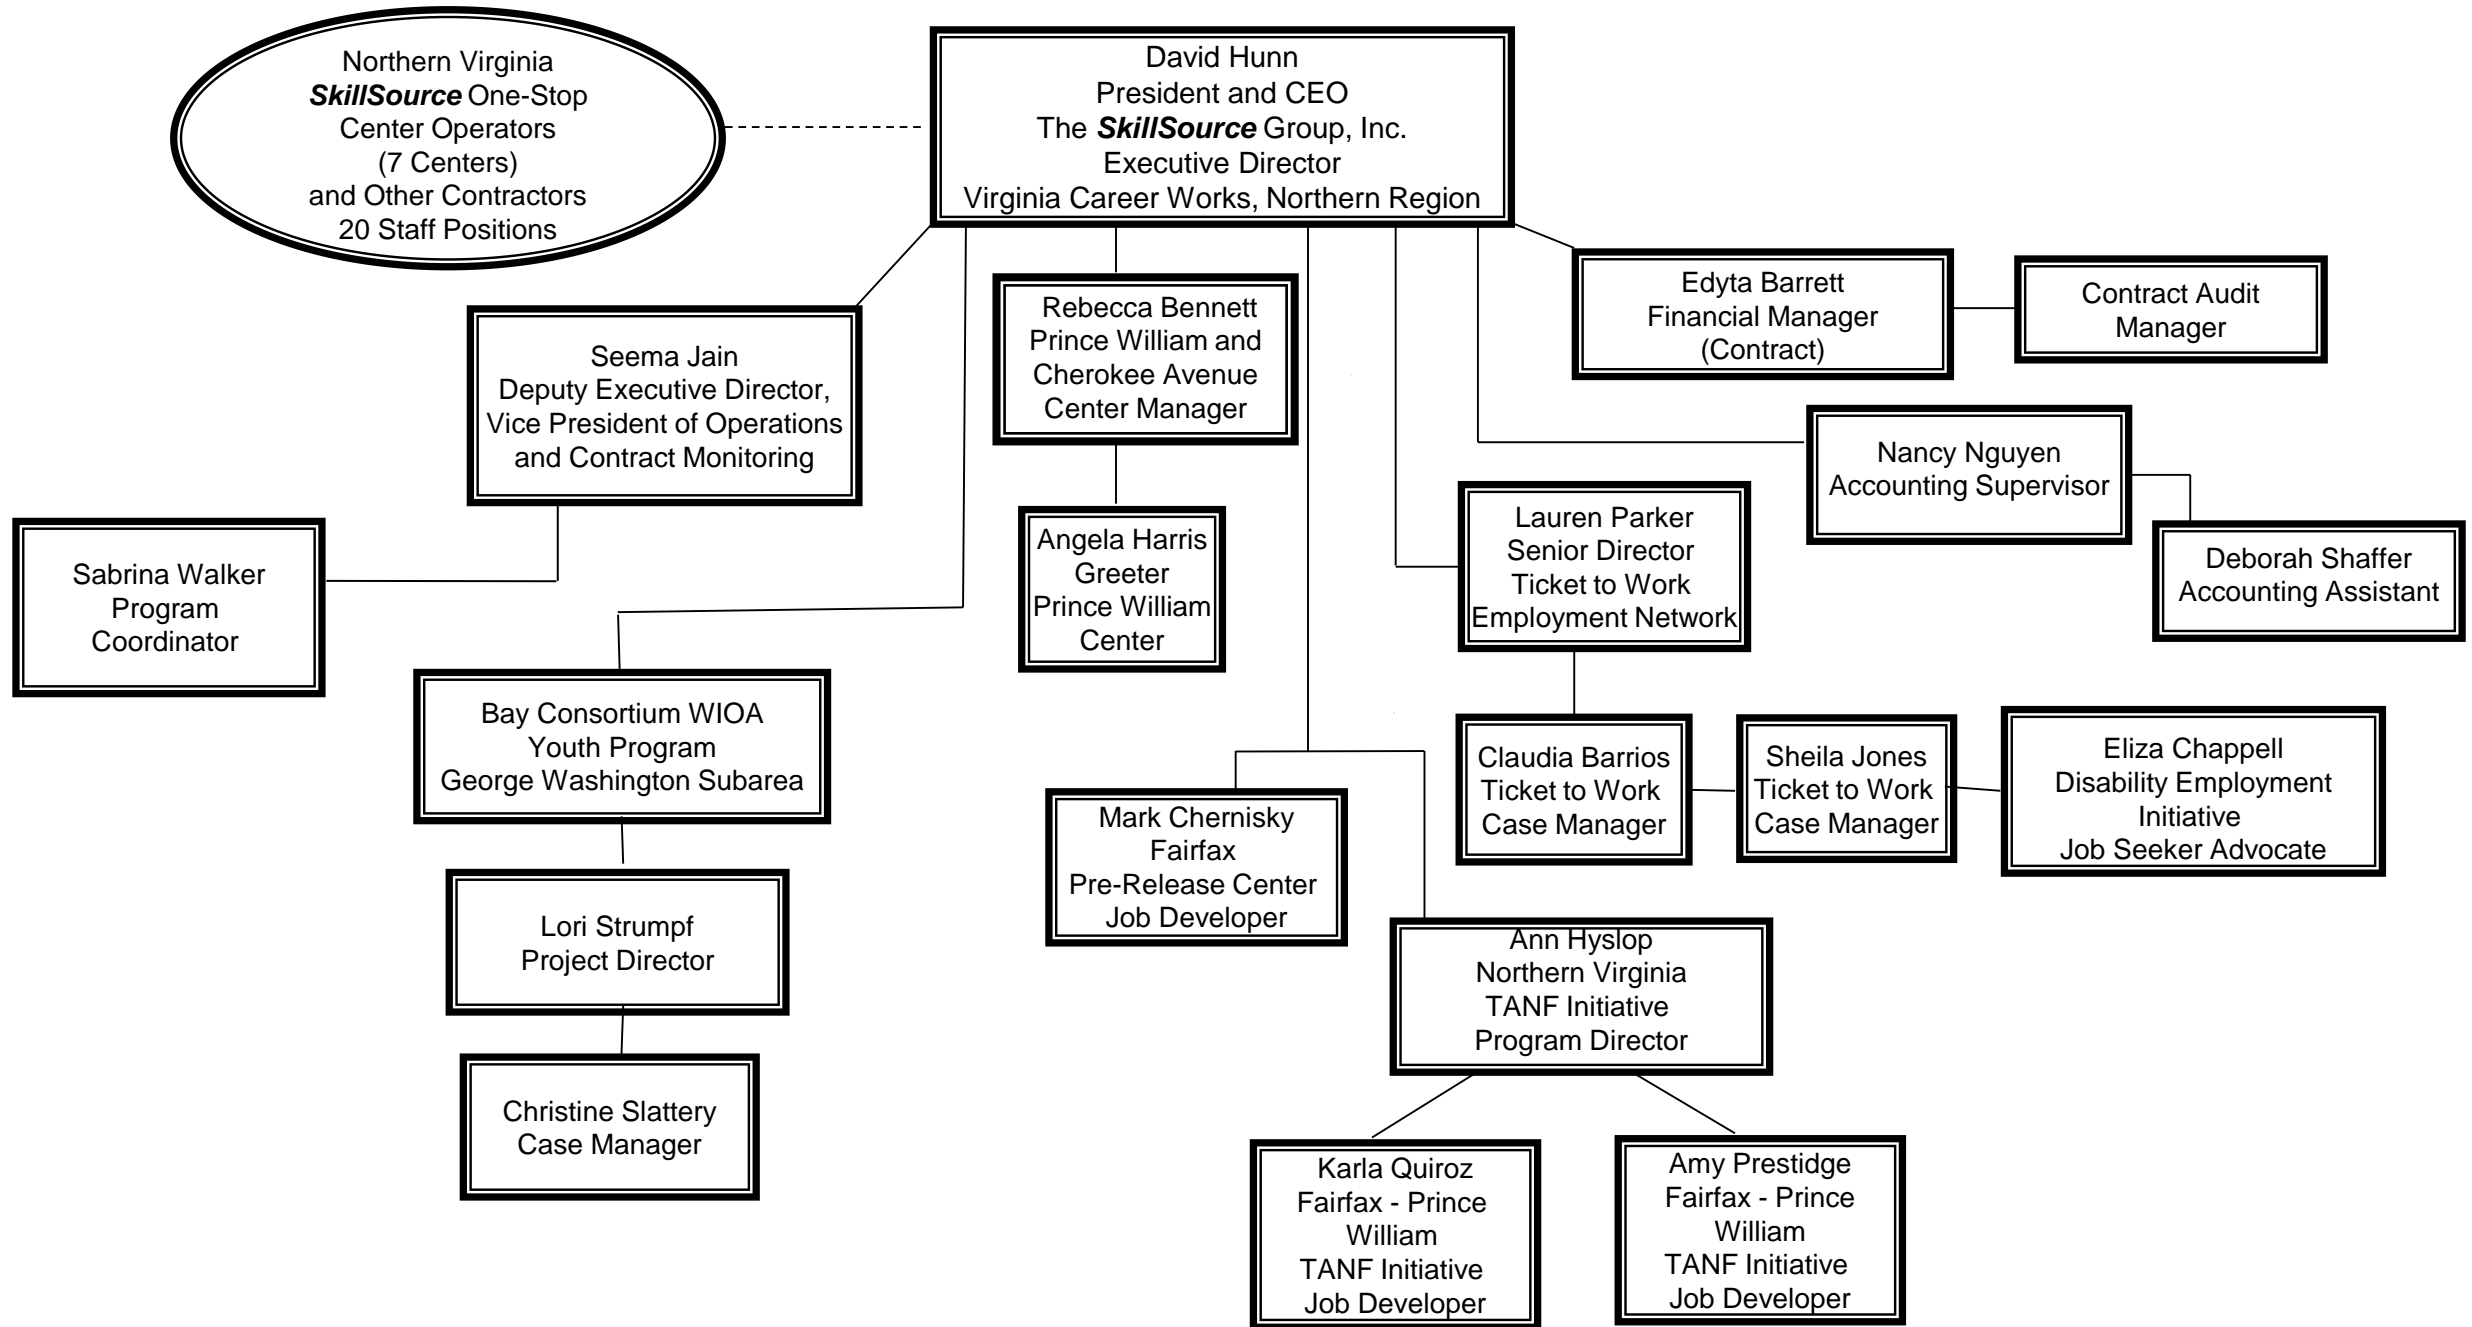 Northern Virginia
SkillSource One-Stop
Center Operators
(7 Centers)
and Other Contractors
20 Staff Positions
David Hunn
President and CEO
The SkillSource Group, Inc.
Executive Director
Virginia Career Works, Northern Region
Seema Jain
Deputy Executive Director,
Vice President of Operations
and Contract Monitoring
Rebecca Bennett
Prince William and
Cherokee Avenue
Center Manager
Edyta Barrett
Financial Manager
(Contract)
Contract Audit
Manager
Nancy Nguyen
Accounting Supervisor
Deborah Shaffer
Accounting Assistant
Sabrina Walker
Program
Coordinator
Angela Harris
Greeter
Prince William
Center
Lauren Parker
Senior Director
Ticket to Work
Employment Network
Bay Consortium WIOA
Youth Program
George Washington Subarea
Claudia Barrios
Ticket to Work
Case Manager
Sheila Jones
Ticket to Work
Case Manager
Eliza Chappell
Disability Employment
Initiative
Job Seeker Advocate
Mark Chernisky
Fairfax
Pre-Release Center
Job Developer
Lori Strumpf
Project Director
Ann Hyslop
Northern Virginia
TANF Initiative
Program Director
Christine Slattery
Case Manager
Karla Quiroz
Fairfax - Prince
William
TANF Initiative
Job Developer
Amy Prestidge
Fairfax - Prince
William
TANF Initiative
Job Developer